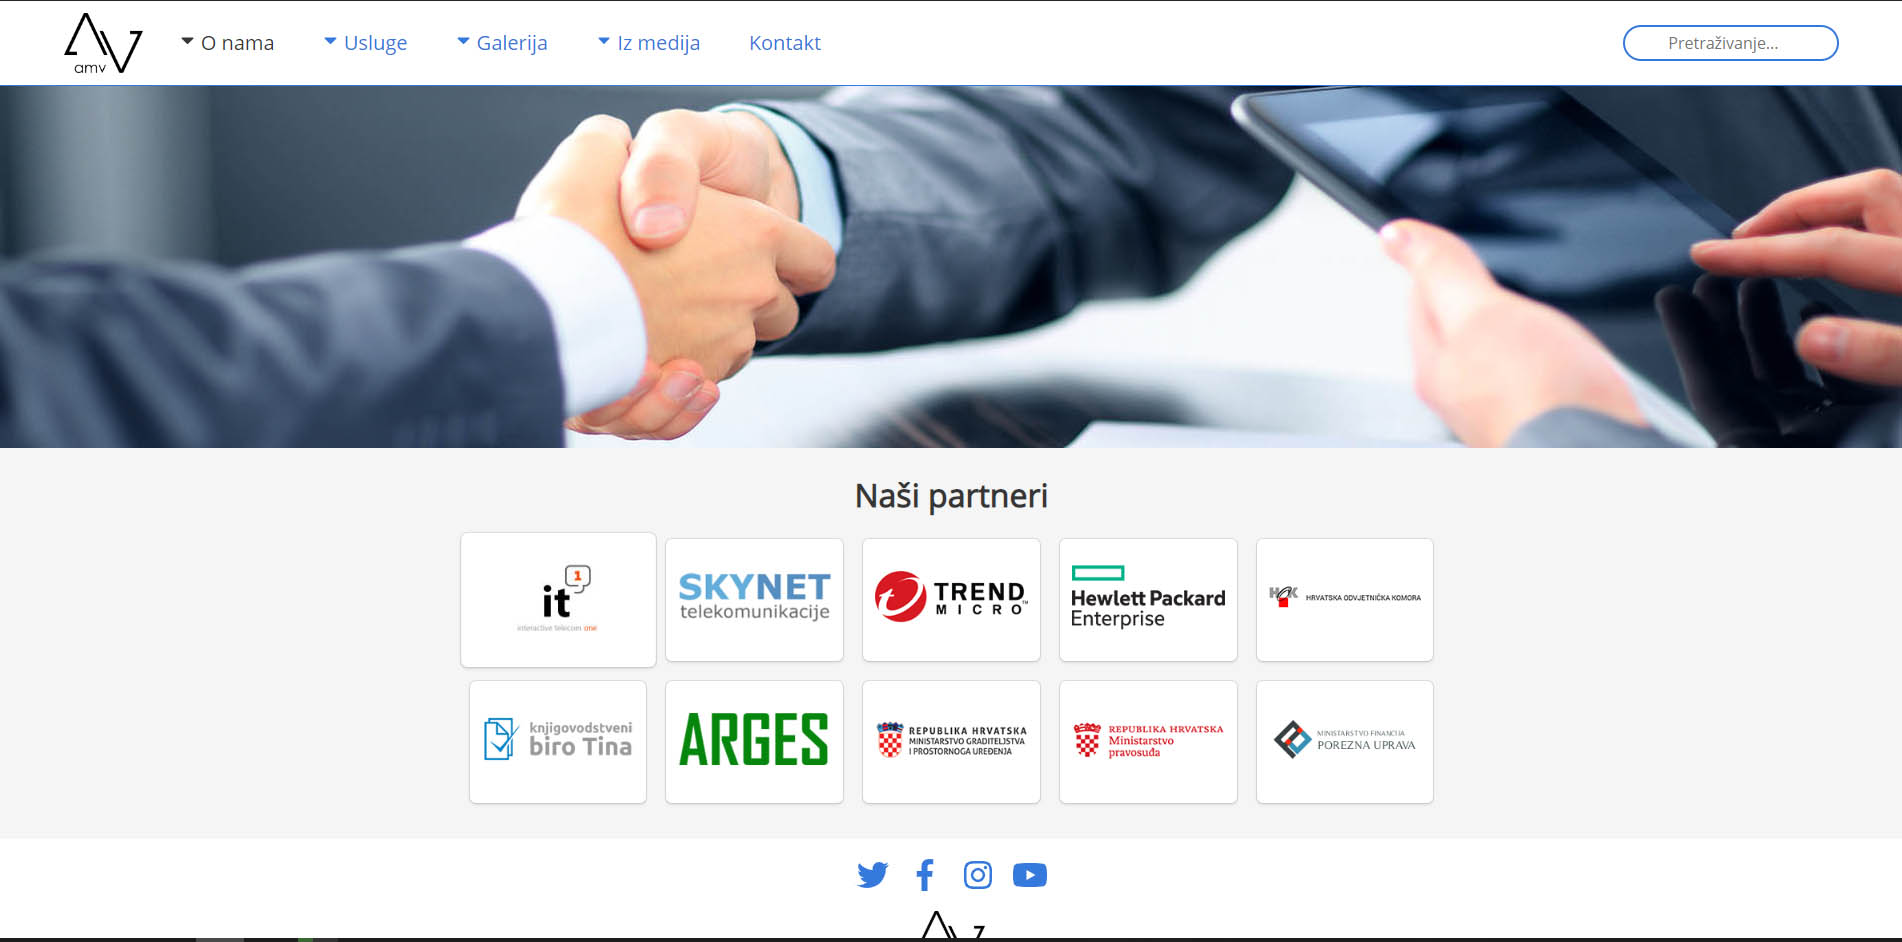 amv
O nama
Usluge
Galerija
Iz medija
Kontakt
Pretraživanje...
Naši partneri
it 1
interactive telecom one
SKYNET
telekomunikacije
TREND
MICRO™
Hewlett Packard
Enterprise
HOK
HRVATSKA ODVJETNIČKA KOMORA
knjigovodstveni
biro Tina
ARGES
REPUBLIKA HRVATSKA
MINISTARSTVO GRADITELJSTVA
I PROSTORNOGA UREĐENJA
REPUBLIKA HRVATSKA
Ministarstvo
pravosuđa
MINISTARSTVO FINANCIJA
POREZNA UPRAVA